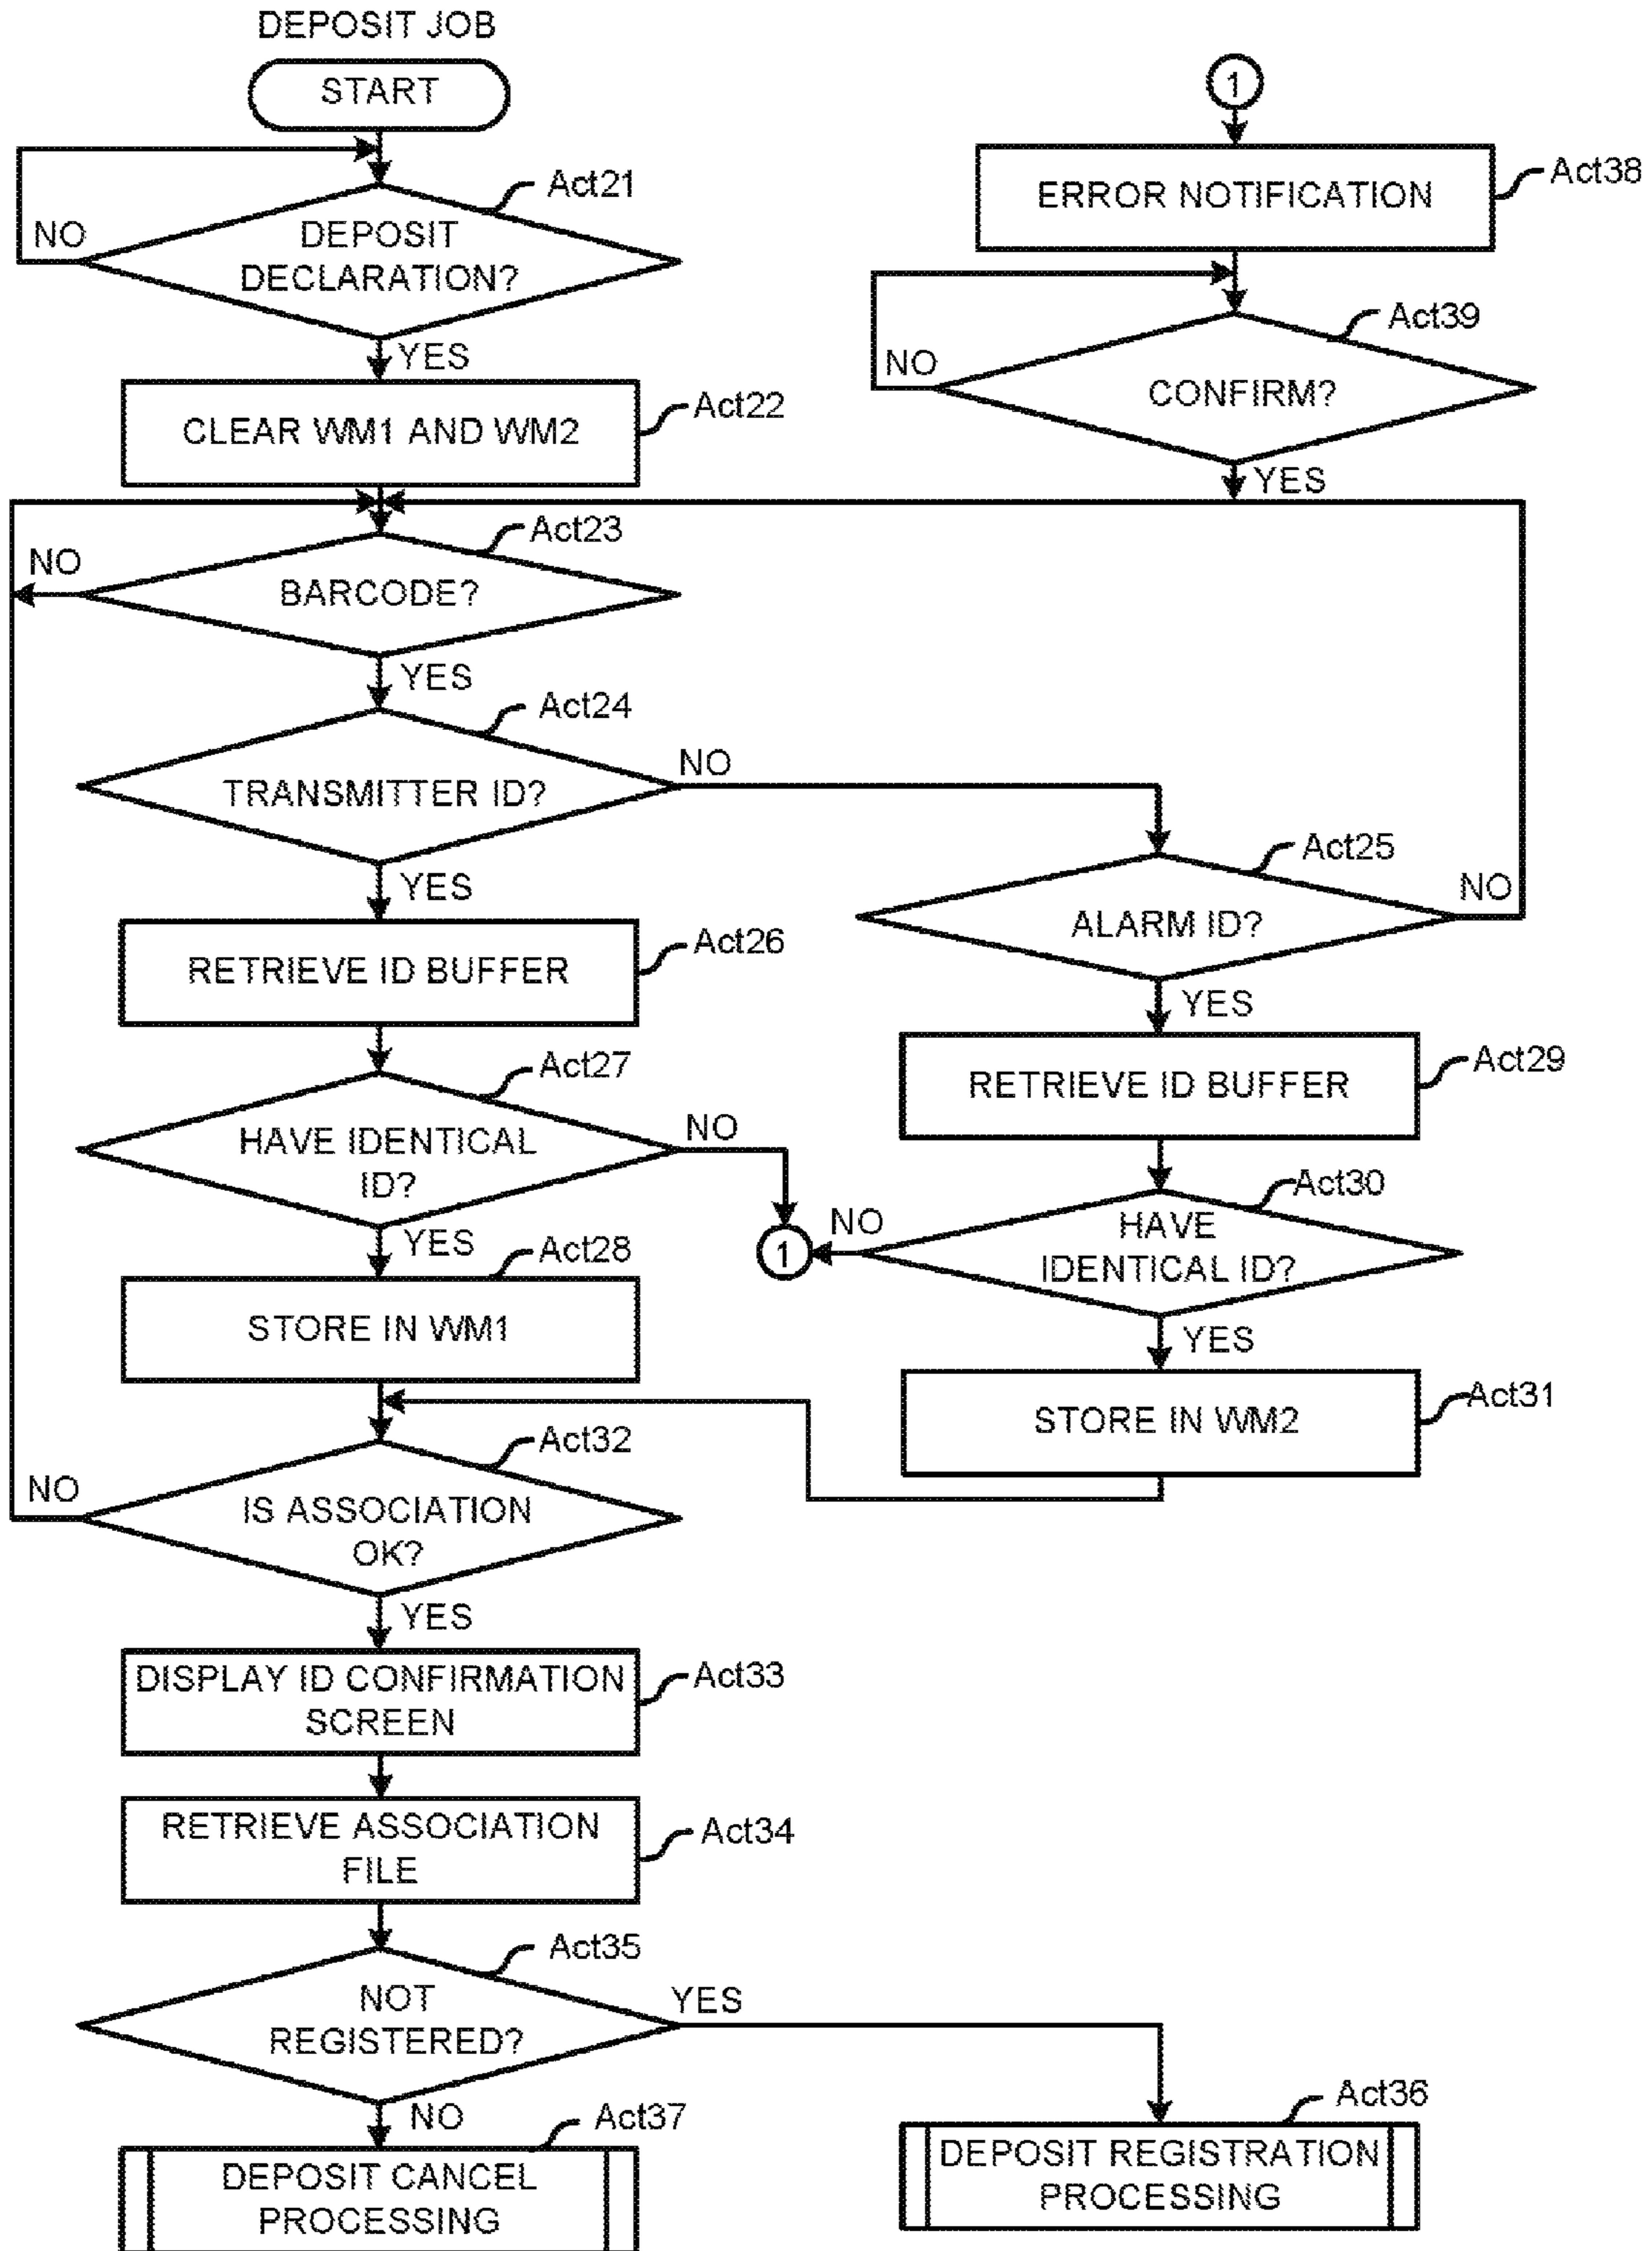 DEPOSIT JOB
START
Act21
NO
DEPOSIT
DECLARATION?
YES
CLEAR WM1 AND WM2
Act22
Act23
NO
BARCODE?
YES
Act24
TRANSMITTER ID?
NO
YES
RETRIEVE ID BUFFER
Act26
Act27
HAVE IDENTICAL
ID?
NO
YES
Act28
STORE IN WM1
Act32
NO
IS ASSOCIATION
OK?
YES
DISPLAY ID CONFIRMATION
SCREEN
Act33
RETRIEVE ASSOCIATION
FILE
Act34
Act35
NOT
REGISTERED?
YES
NO
Act37
DEPOSIT CANCEL
PROCESSING
1
ERROR NOTIFICATION
Act38
Act39
NO
CONFIRM?
YES
Act25
ALARM ID?
NO
YES
RETRIEVE ID BUFFER
Act29
Act30
HAVE
IDENTICAL ID?
NO
1
YES
STORE IN WM2
Act31
Act36
DEPOSIT REGISTRATION
PROCESSING